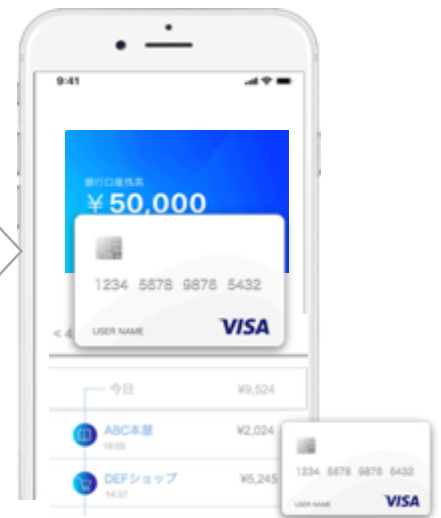 9:41
銀行口座残高
¥50,000
1234 5678 9876 5432
USER NAME
VISA
< 4
今日 ¥9,524
ABC本屋 ¥2,024
18:05
DEFショップ ¥5,245
14:37
1234 5678 9876 5432
USER NAME
VISA